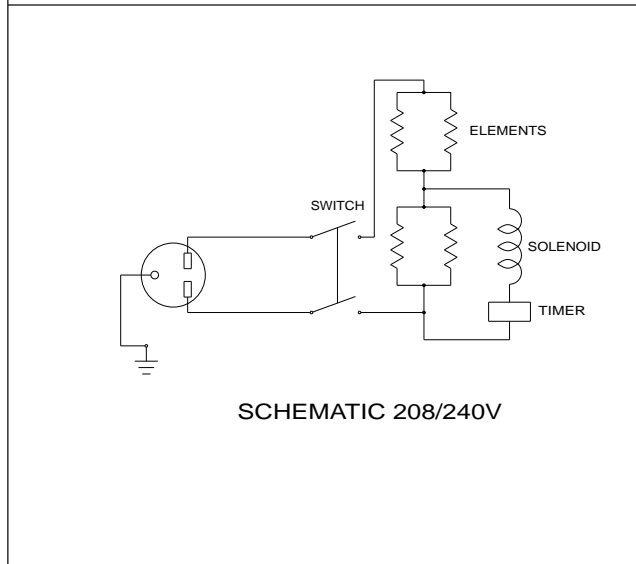 ELEMENTS
SWITCH
SOLENOID
TIMER
SCHEMATIC 208/240V